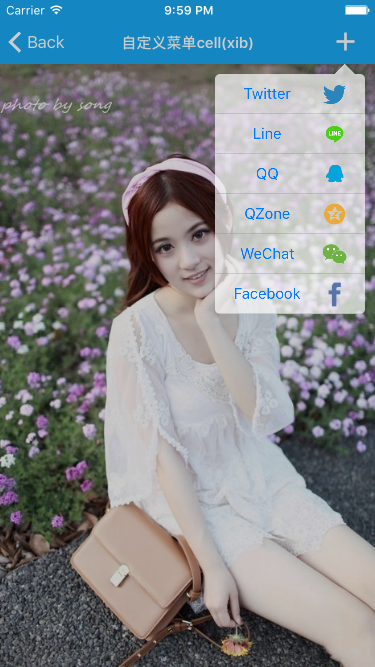 Carrier 9:59 PM
Back 自定义菜单cell(xib)
photo by song
Twitter
Line
LINE
QQ
QZone
WeChat
Facebook